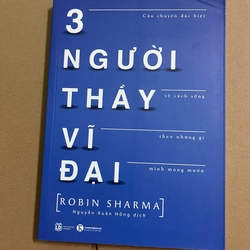 Câu chuyện đặc biệt
3
NGƯỜI
về cách sống
THẦY
theo những gì
VĨ
mình mong muốn
ĐẠI
[ROBIN SHARMA]
Nguyễn Xuân Hồng dịch